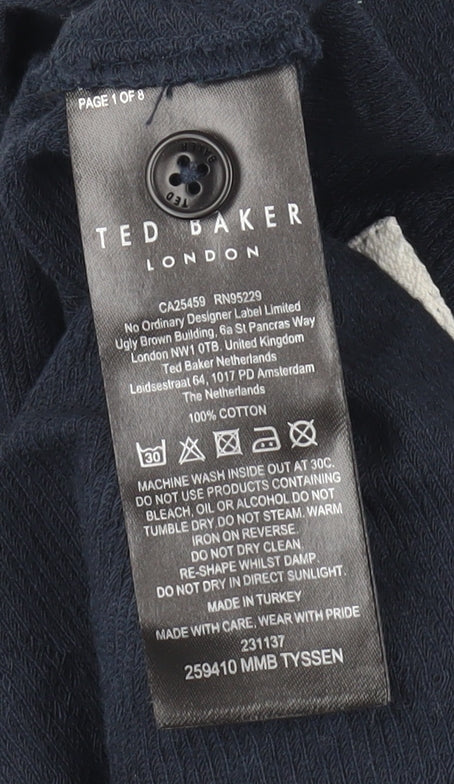 PAGE 1 OF 8
TED BAKER
TED BAKER
LONDON
CA25459 RN95229
No Ordinary Designer Label Limited
Ugly Brown Building, 6a St Pancras Way
London NW1 0TB. United Kingdom
Ted Baker Netherlands
Leidsestraat 64, 1017 PD Amsterdam
The Netherlands
100% COTTON
30
MACHINE WASH INSIDE OUT AT 30C.
DO NOT USE PRODUCTS CONTAINING
BLEACH, OIL OR ALCOHOL.DO NOT
TUMBLE DRY.DO NOT STEAM. WARM
IRON ON REVERSE.
DO NOT DRY CLEAN.
RE-SHAPE WHILST DAMP.
DO NOT DRY IN DIRECT SUNLIGHT.
MADE IN TURKEY
MADE WITH CARE, WEAR WITH PRIDE
231137
259410 MMB TYSSEN